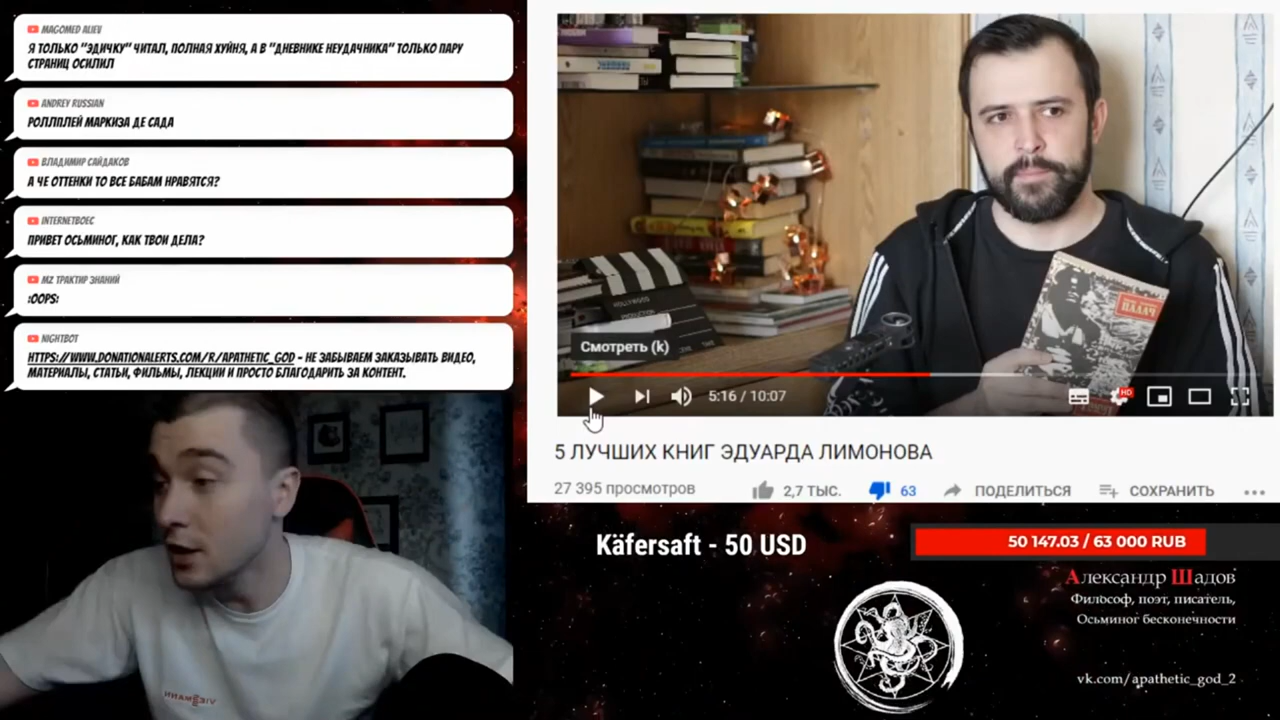 MAGOMED ALIEV
Я ТОЛЬКО "ЭДИЧКУ" ЧИТАЛ, ПОЛНАЯ ХУЙНЯ, А В "ДНЕВНИКЕ НЕУДАЧНИКА" ТОЛЬКО ПАРУ
СТРАНИЦ ОСИЛИЛ
ANDREY RUSSIAN
РОЛЛПЛЕЙ МАРКИЗА ДЕ САДА
ВЛАДИМИР САЙДАКОВ
А ЧЕ ОТТЕНКИ ТО ВСЕ БАБАМ НРАВЯТСЯ?
INTERNETBOEC
ПРИВЕТ ОСЬМИНОГ, КАК ТВОИ ДЕЛА?
MZ ТРАКТИР ЗНАНИЙ
:OOPS:
NIGHTBOT
HTTPS://WWW.DONATIONALERTS.COM/R/APATHETIC_GOD - НЕ ЗАБЫВАЕМ ЗАКАЗЫВАТЬ ВИДЕО,
МАТЕРИАЛЫ, СТАТЬИ, ФИЛЬМЫ, ЛЕКЦИИ И ПРОСТО БЛАГОДАРИТЬ ЗА КОНТЕНТ.
HOLLYWOOD
ПАЛАЧ
Смотреть (k)
5:16 / 10:07
HD
5 ЛУЧШИХ КНИГ ЭДУАРДА ЛИМОНОВА
27 395 просмотров
2,7 ТЫС.
63
ПОДЕЛИТЬСЯ
СОХРАНИТЬ
Käfersaft - 50 USD
50 147.03 / 63 000 RUB
Александр Шадов
Философ, поэт, писатель,
Осьминог бесконечности
vk.com/apathetic_god_2